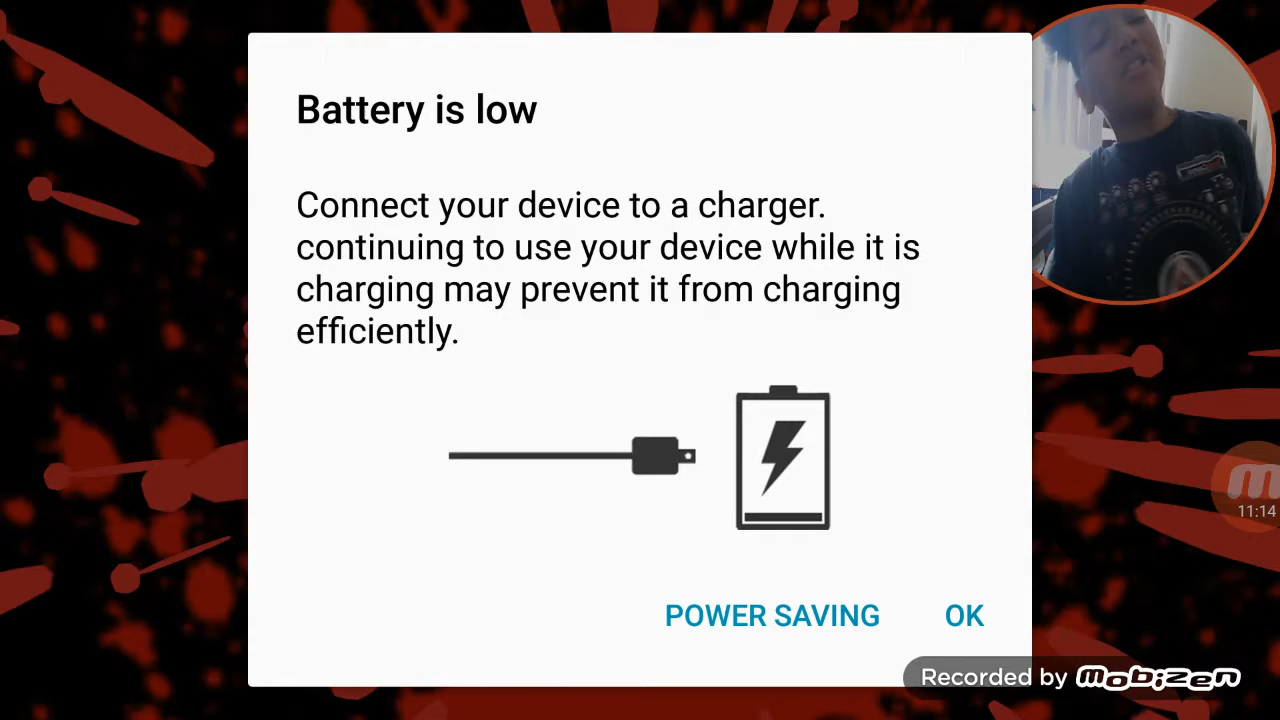 Battery is low
Connect your device to a charger.
continuing to use your device while it is
charging may prevent it from charging
efficiently.
POWER SAVING OK
11:14
Recorded by mobizen